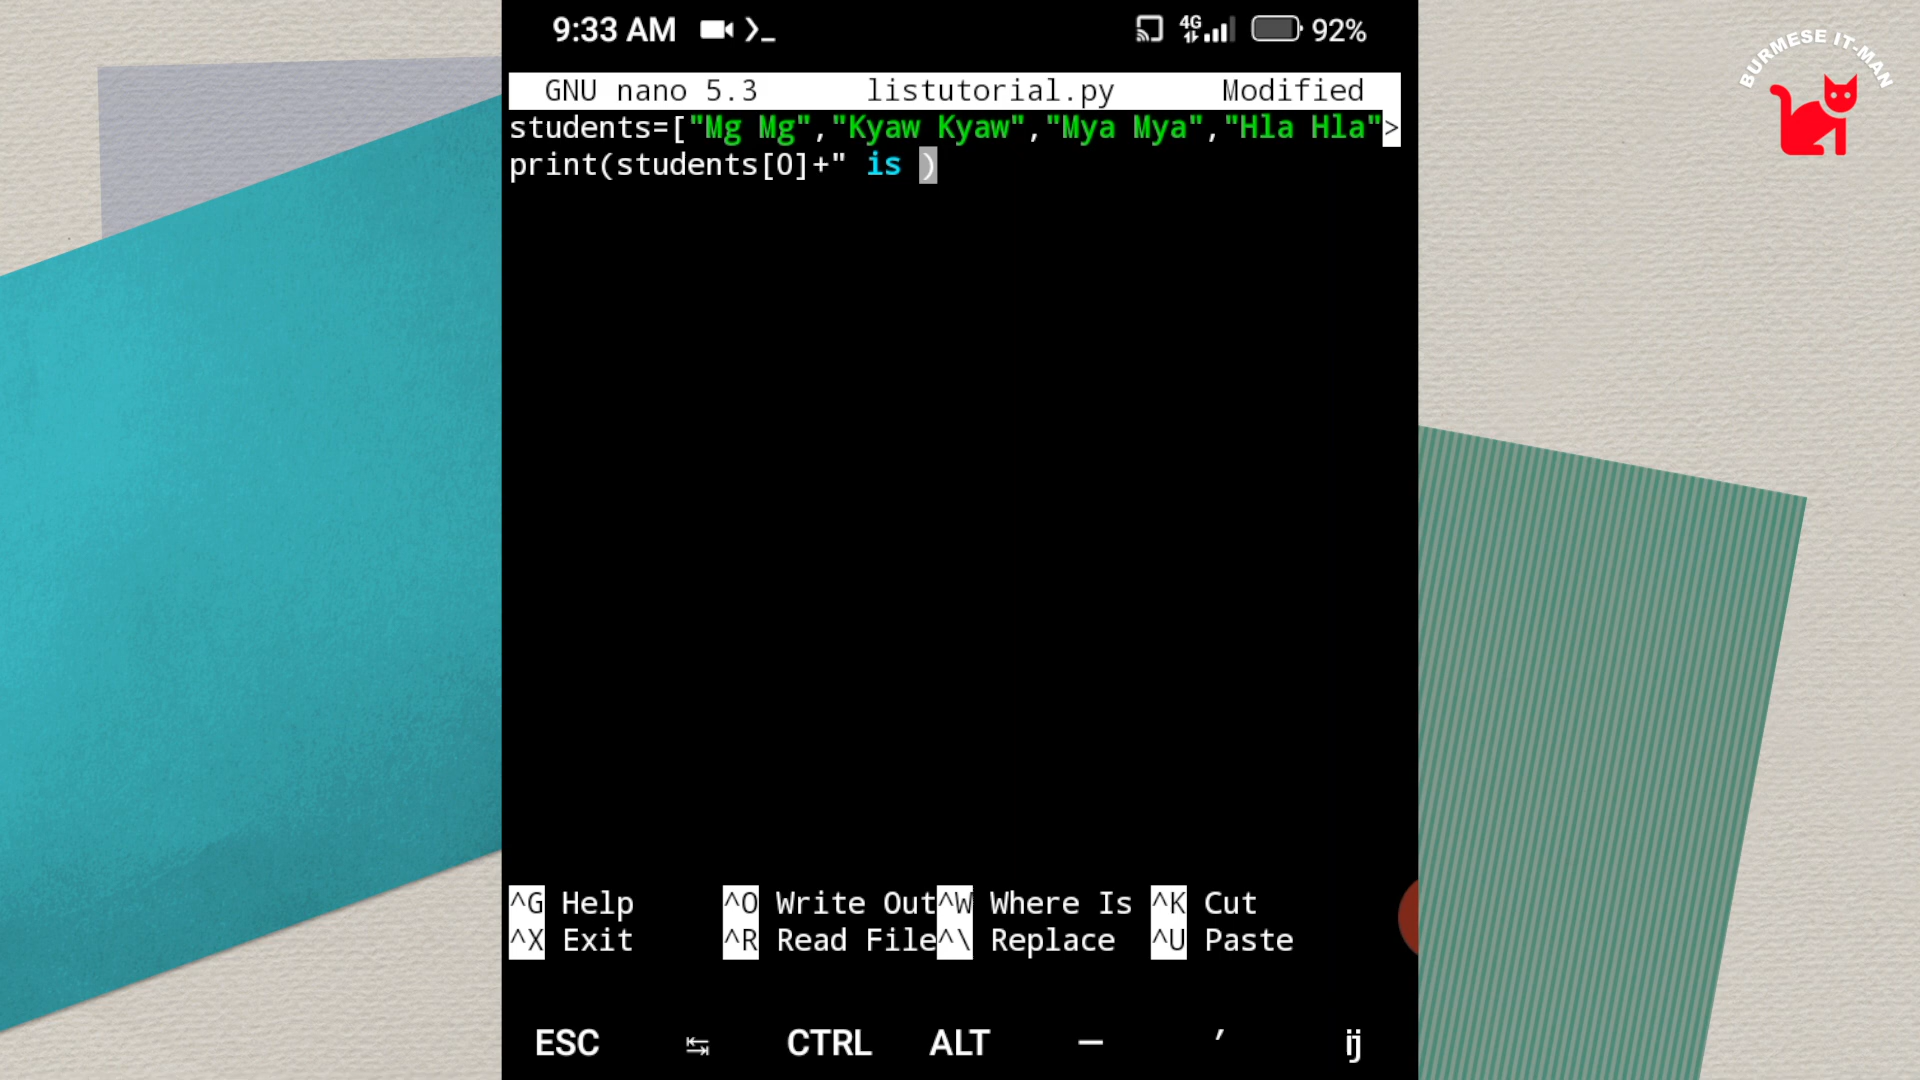 9:33 AM 4G 92%
BURMESE IT-MAN
GNU nano 5.3 listutorial.py Modified
students=["Mg Mg","Kyaw Kyaw","Mya Mya","Hla Hla">
print(students[0]+" is )
^G Help ^O Write Out ^W Where Is ^K Cut
^X Exit ^R Read File ^\ Replace ^U Paste
ESC ↹ CTRL ALT — ′ ij